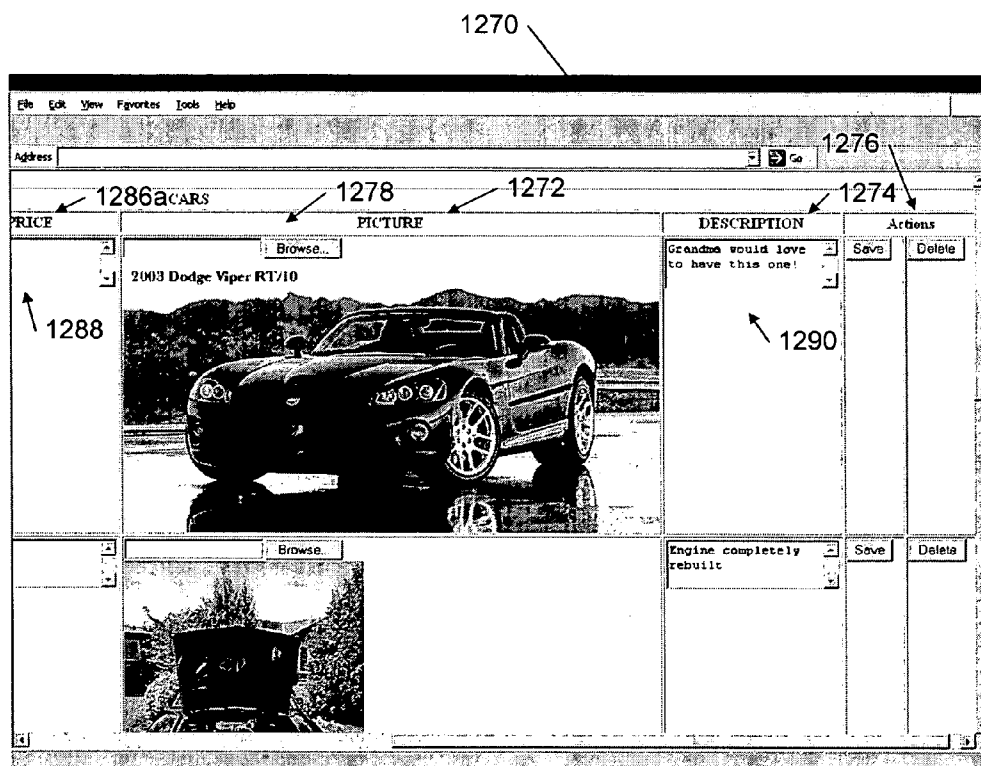 1270
File Edit View Favorites Tools Help
1276
Address Go
1286a CARS 1278 1272 1274
PRICE PICTURE DESCRIPTION Actions
Browse... Grandma would love Save Delete
to have this one!
2003 Dodge Viper RT/10
1288 1290
Browse... Engine completely Save Delete
rebuilt